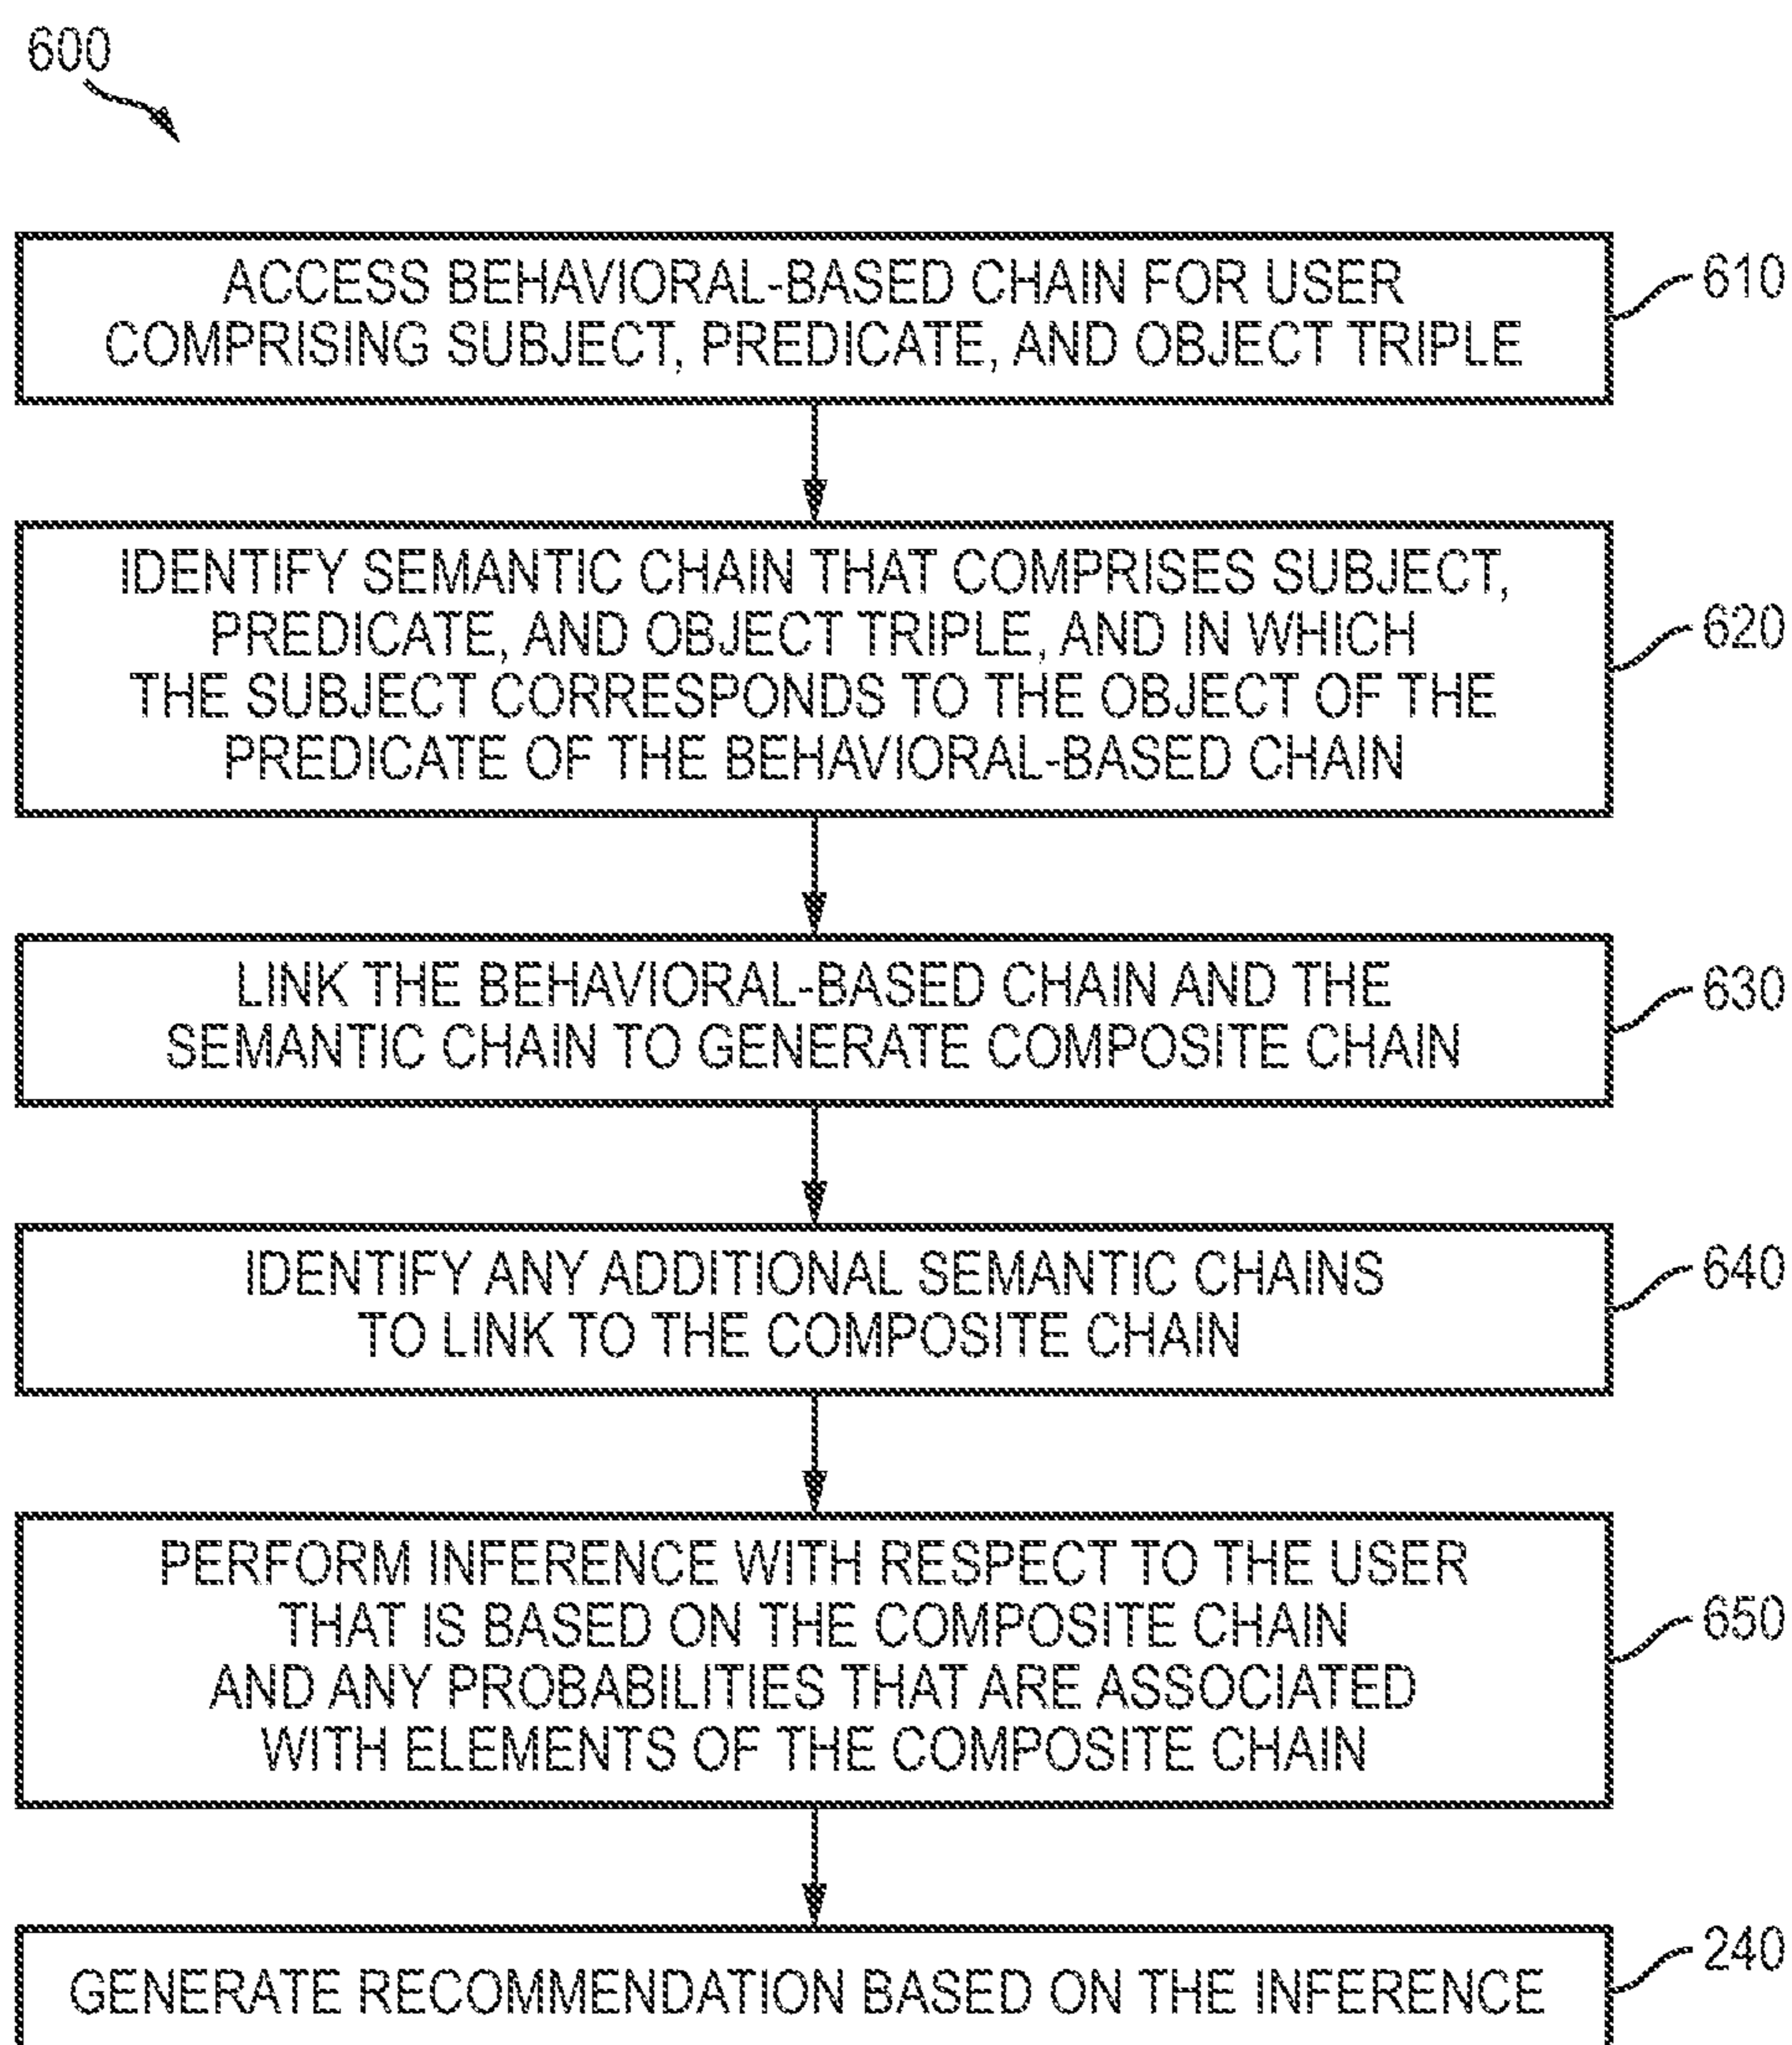 600
ACCESS BEHAVIORAL-BASED CHAIN FOR USER
COMPRISING SUBJECT, PREDICATE, AND OBJECT TRIPLE
610
IDENTIFY SEMANTIC CHAIN THAT COMPRISES SUBJECT,
PREDICATE, AND OBJECT TRIPLE, AND IN WHICH
THE SUBJECT CORRESPONDS TO THE OBJECT OF THE
PREDICATE OF THE BEHAVIORAL-BASED CHAIN
620
LINK THE BEHAVIORAL-BASED CHAIN AND THE
SEMANTIC CHAIN TO GENERATE COMPOSITE CHAIN
630
IDENTIFY ANY ADDITIONAL SEMANTIC CHAINS
TO LINK TO THE COMPOSITE CHAIN
640
PERFORM INFERENCE WITH RESPECT TO THE USER
THAT IS BASED ON THE COMPOSITE CHAIN
AND ANY PROBABILITIES THAT ARE ASSOCIATED
WITH ELEMENTS OF THE COMPOSITE CHAIN
650
GENERATE RECOMMENDATION BASED ON THE INFERENCE
240